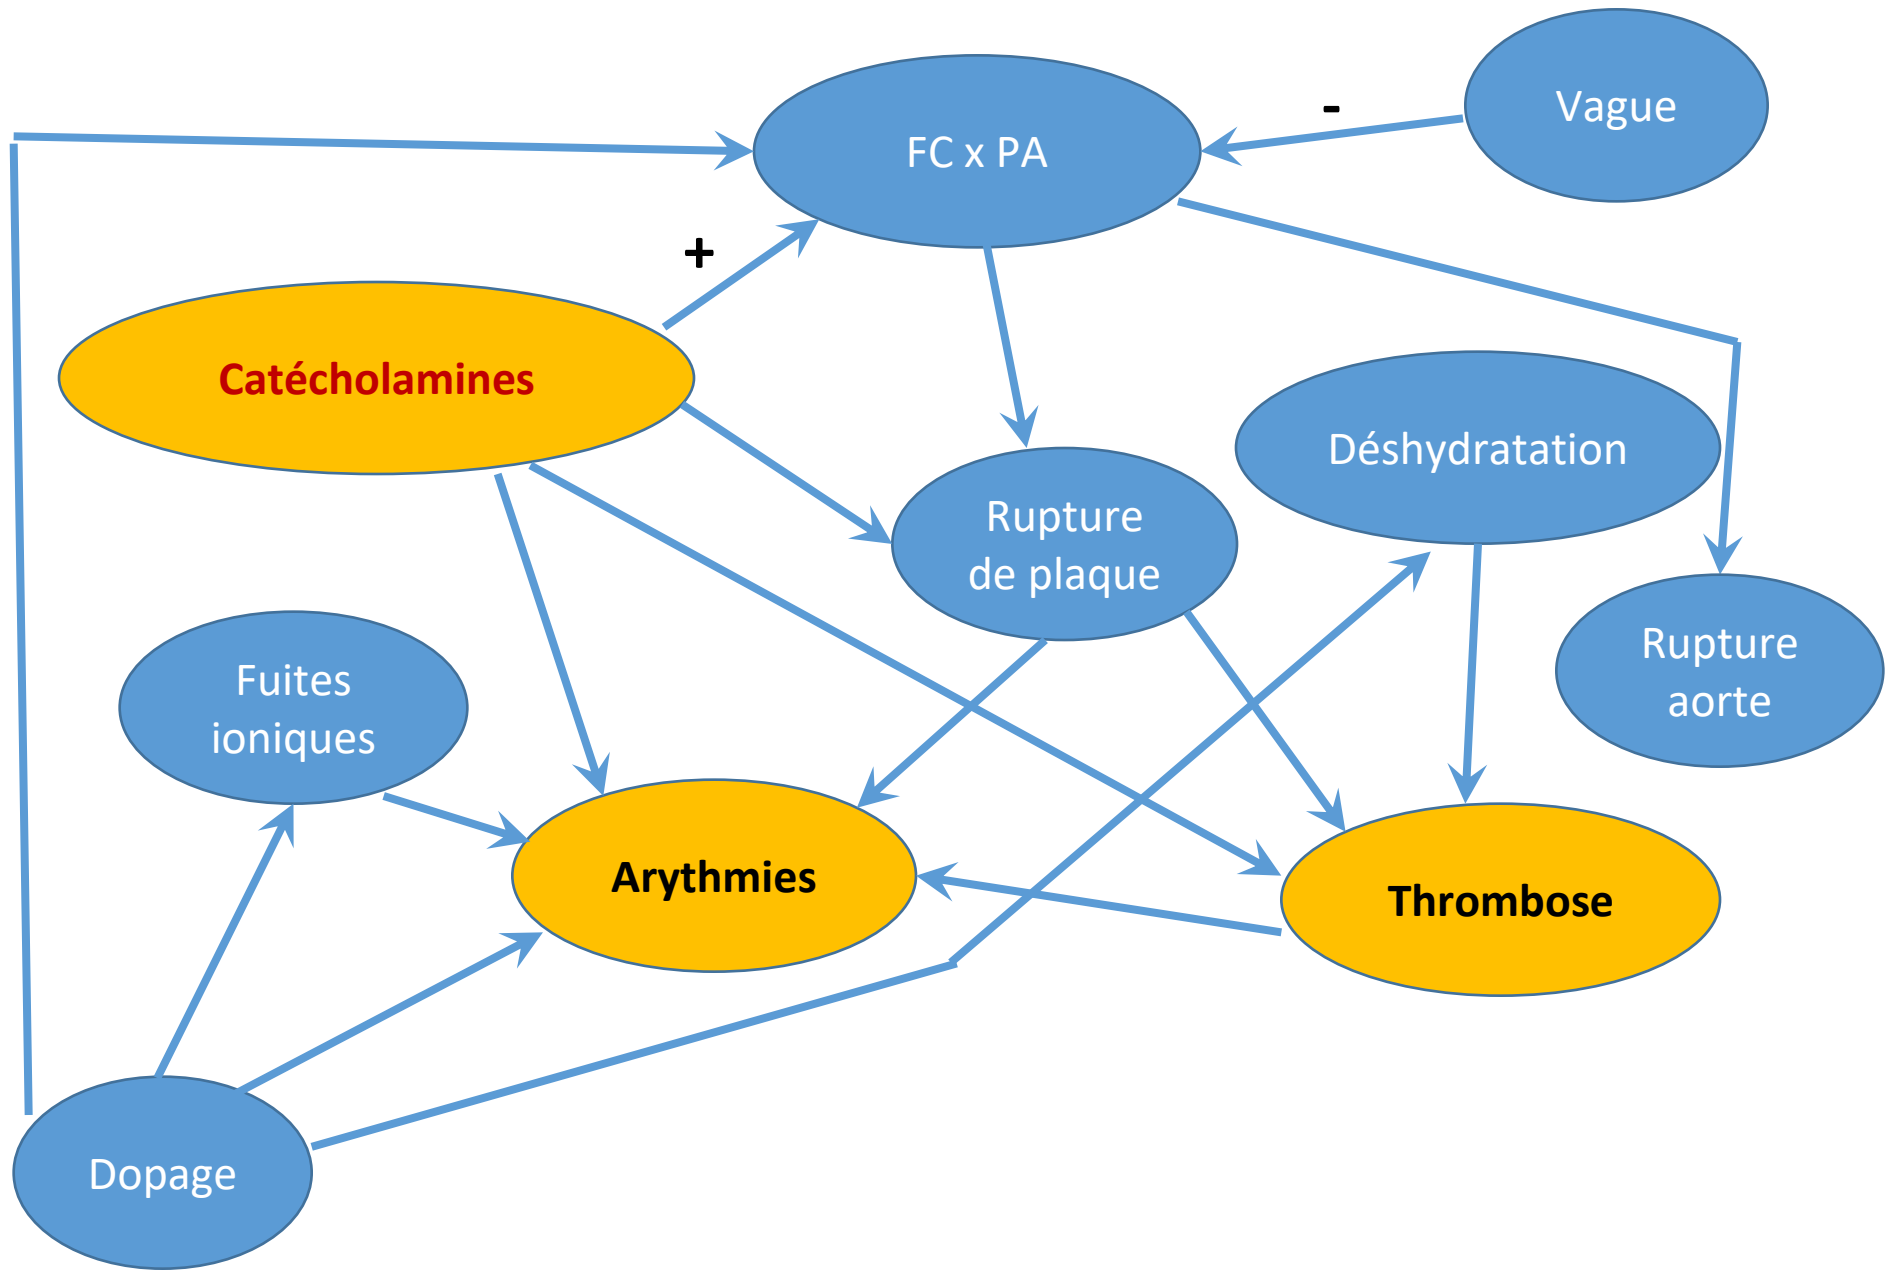 Vague
-
FC x PA
+
Catécholamines
Déshydratation
Rupture
de plaque
Rupture
aorte
Fuites
ioniques
Arythmies
Thrombose
Dopage